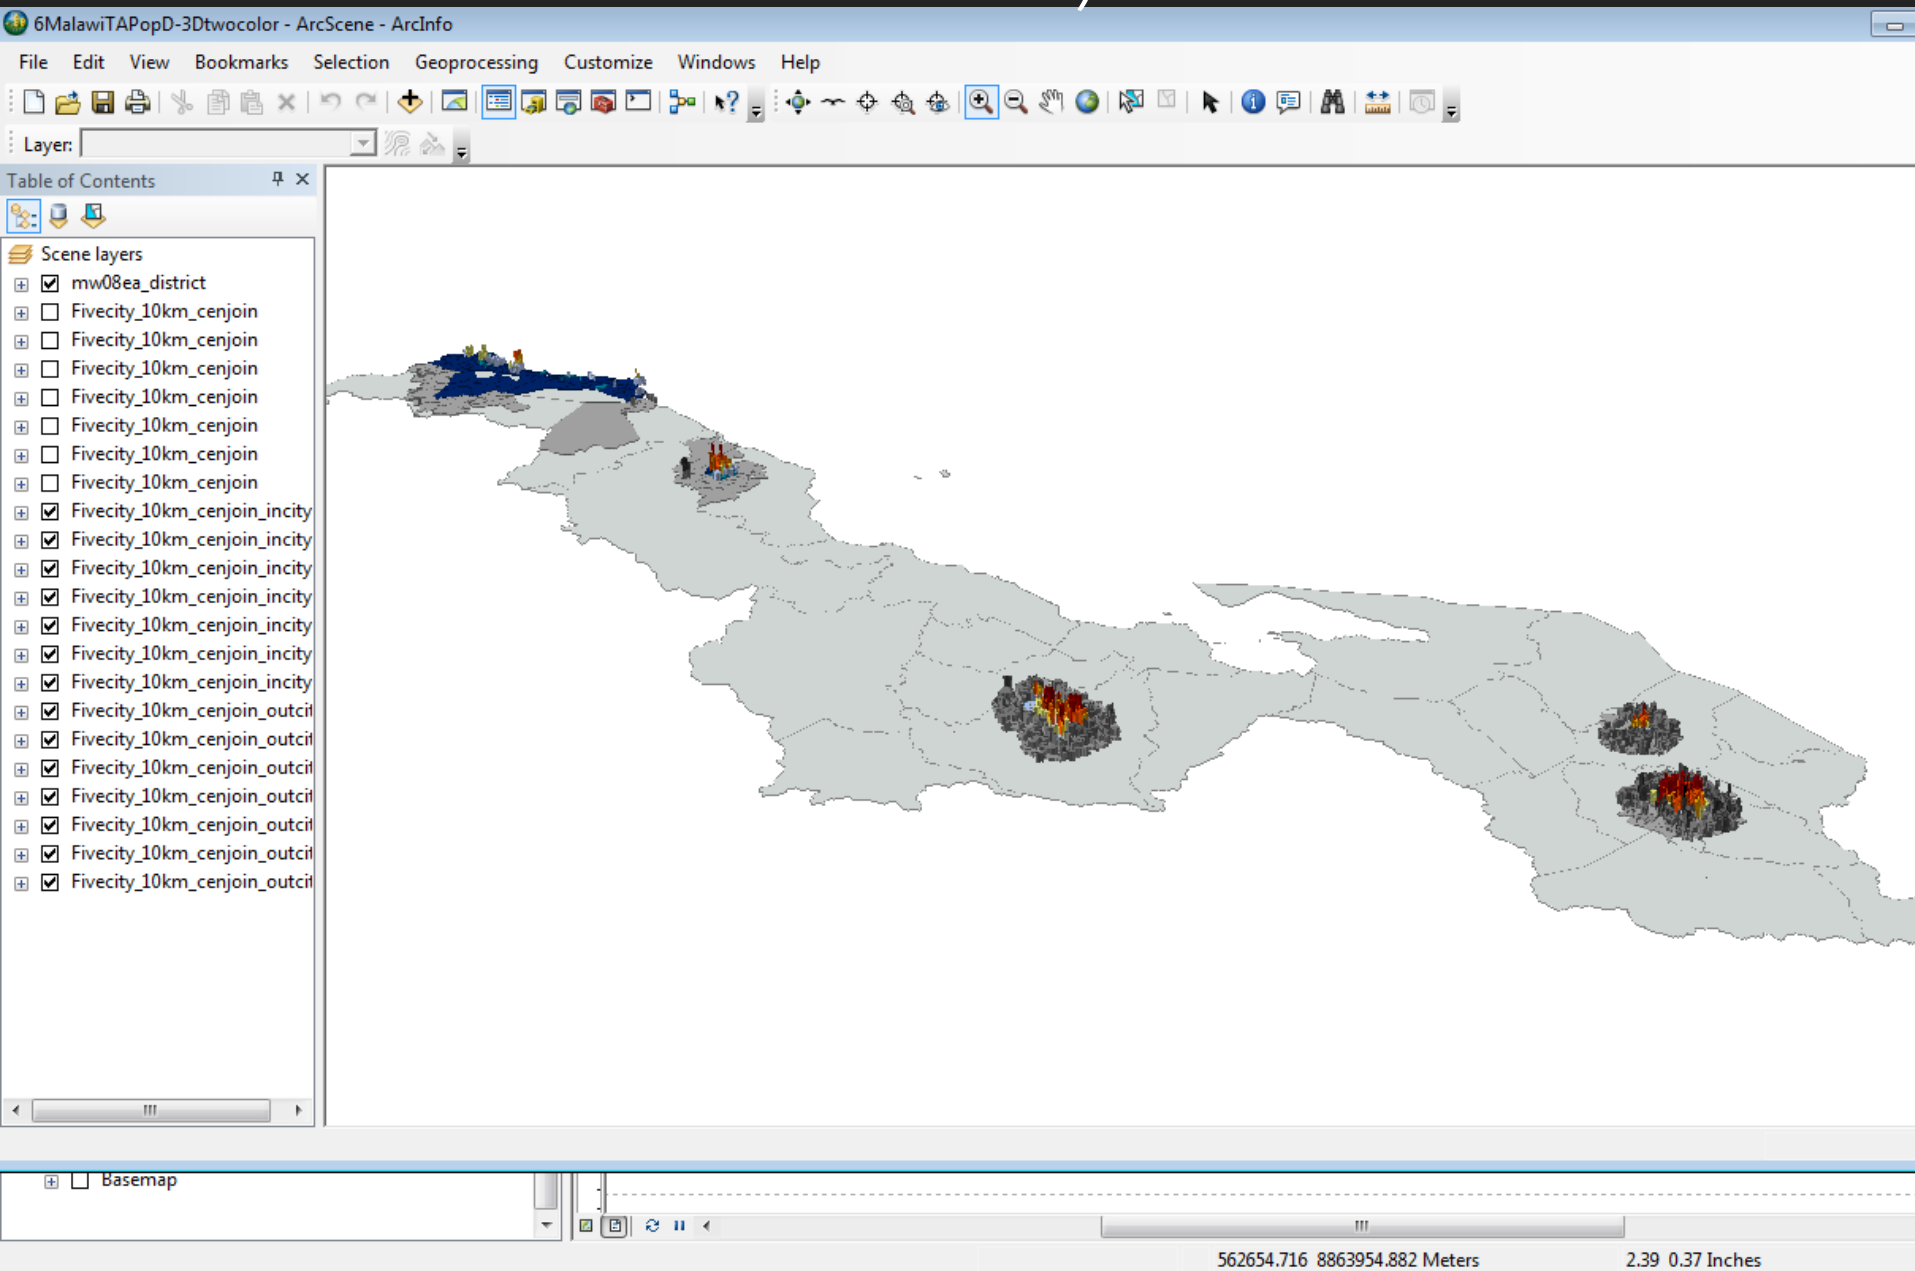 6MalawiTAPopD-3Dtwocolor - ArcScene - ArcInfo
File Edit View Bookmarks Selection Geoprocessing Customize Windows Help
Layer:
Table of Contents
Scene layers
mw08ea_district
Fivecity_10km_cenjoin
Fivecity_10km_cenjoin
Fivecity_10km_cenjoin
Fivecity_10km_cenjoin
Fivecity_10km_cenjoin
Fivecity_10km_cenjoin
Fivecity_10km_cenjoin
Fivecity_10km_cenjoin_incity
Fivecity_10km_cenjoin_incity
Fivecity_10km_cenjoin_incity
Fivecity_10km_cenjoin_incity
Fivecity_10km_cenjoin_incity
Fivecity_10km_cenjoin_incity
Fivecity_10km_cenjoin_incity
Fivecity_10km_cenjoin_outcit
Fivecity_10km_cenjoin_outcit
Fivecity_10km_cenjoin_outcit
Fivecity_10km_cenjoin_outcit
Fivecity_10km_cenjoin_outcit
Fivecity_10km_cenjoin_outcit
Fivecity_10km_cenjoin_outcit
Basemap
562654.716 8863954.882 Meters 2.39 0.37 Inches